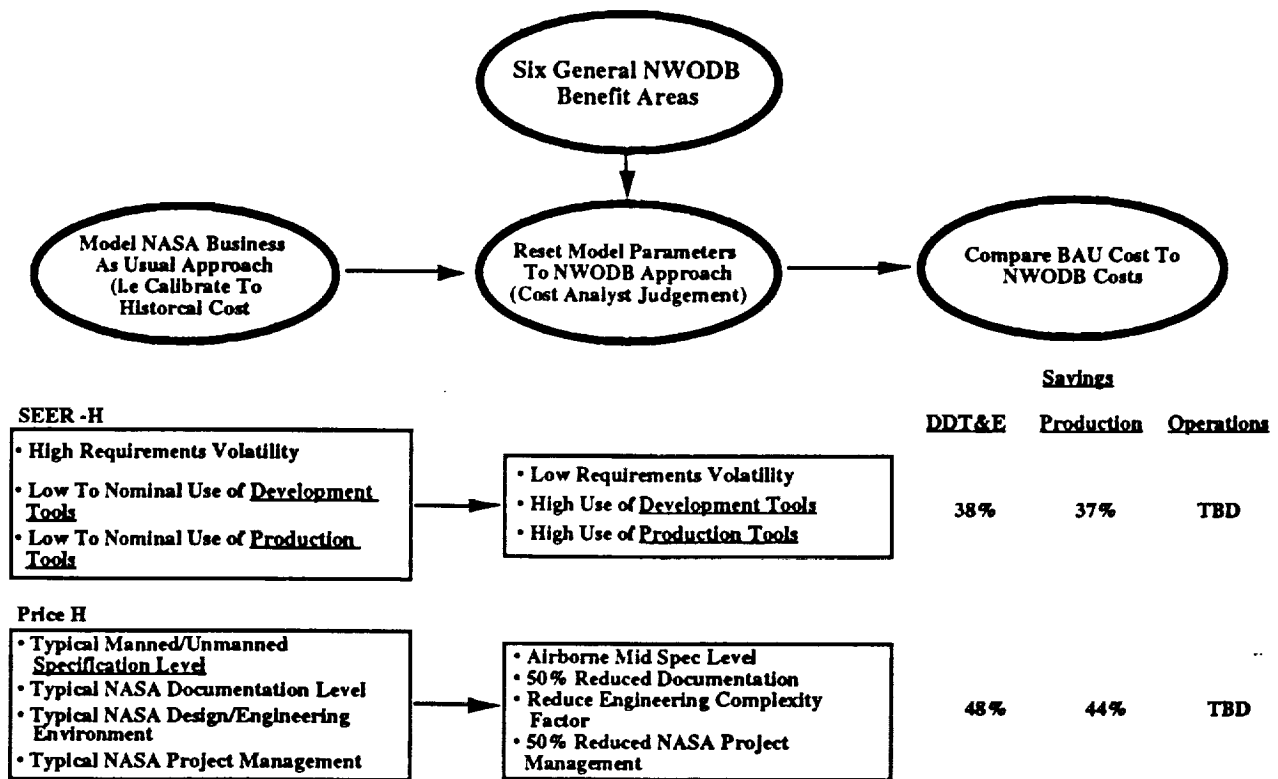 Six General NWODB
Benefit Areas
Model NASA Business
As Usual Approach
(I.e Calibrate To
Historcal Cost
Reset Model Parameters
To NWODB Approach
(Cost Analyst Judgement)
Compare BAU Cost To
NWODB Costs
Savings
DDT&E Production Operations
SEER -H
• High Requirements Volatility
• Low To Nominal Use of Development
Tools
• Low To Nominal Use of Production
Tools
• Low Requirements Volatility
• High Use of Development Tools
• High Use of Production Tools
38% 37% TBD
Price H
• Typical Manned/Unmanned
Specification Level
• Typical NASA Documentation Level
• Typical NASA Design/Engineering
Environment
• Typical NASA Project Management
• Airborne Mid Spec Level
• 50% Reduced Documentation
• Reduce Engineering Complexity
Factor
• 50% Reduced NASA Project
Management
48% 44% TBD